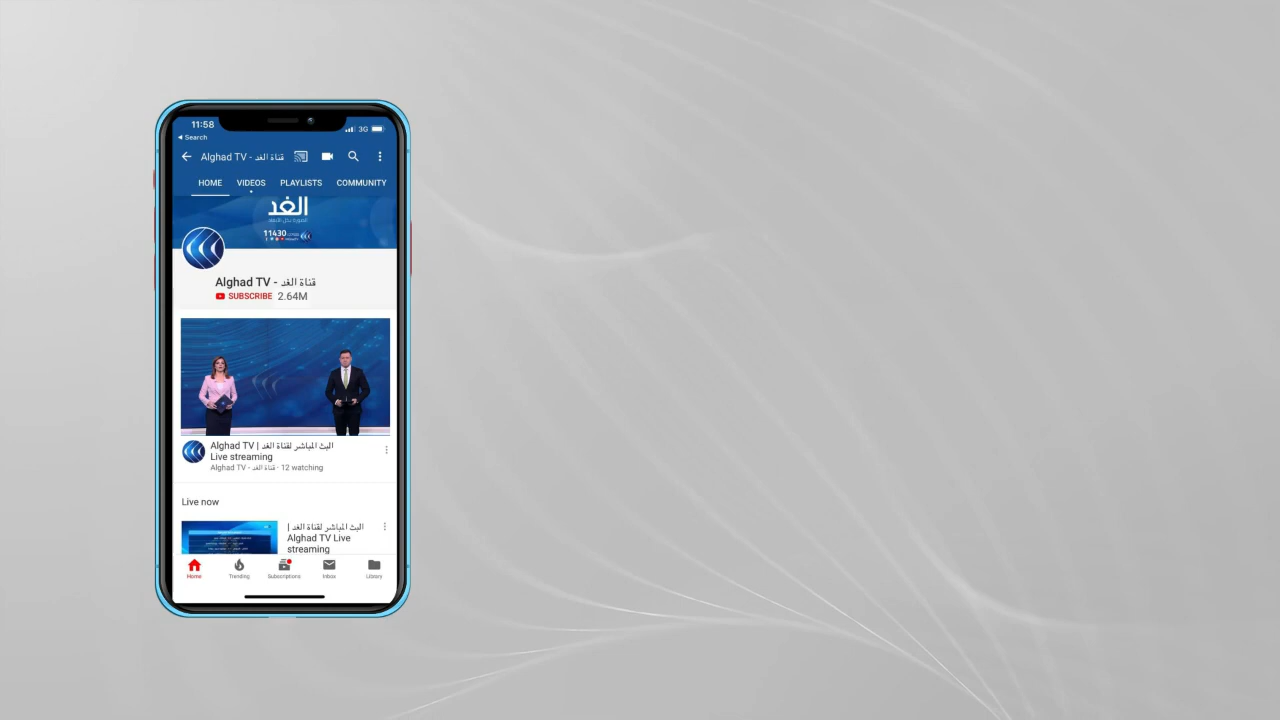 11:58
3G
Search
Alghad TV - قناة الغد
HOME VIDEOS PLAYLISTS COMMUNITY
الغد
11430
Alghad TV - قناة الغد
SUBSCRIBE 2.64M
البث المباشر لقناة الغد | Alghad TV
Live streaming
Alghad TV - قناة الغد · 12 watching
Live now
البث المباشر لقناة الغد |
Alghad TV Live
streaming
Home Trending Subscriptions Inbox Library